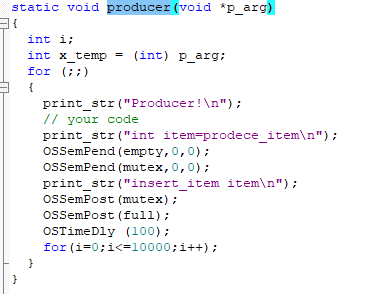 static void producer(void *p_arg)
{
int i;
int x_temp = (int) p_arg;
for (;;)
{
print_str("Producer!\n");
// your code
print_str("int item=prodece_item\n");
OSSemPend(empty,0,0);
OSSemPend(mutex,0,0);
print_str("insert_item item\n");
OSSemPost(mutex);
OSSemPost(full);
OSTimeDly (100);
for(i=0;i<=10000;i++);
}
}